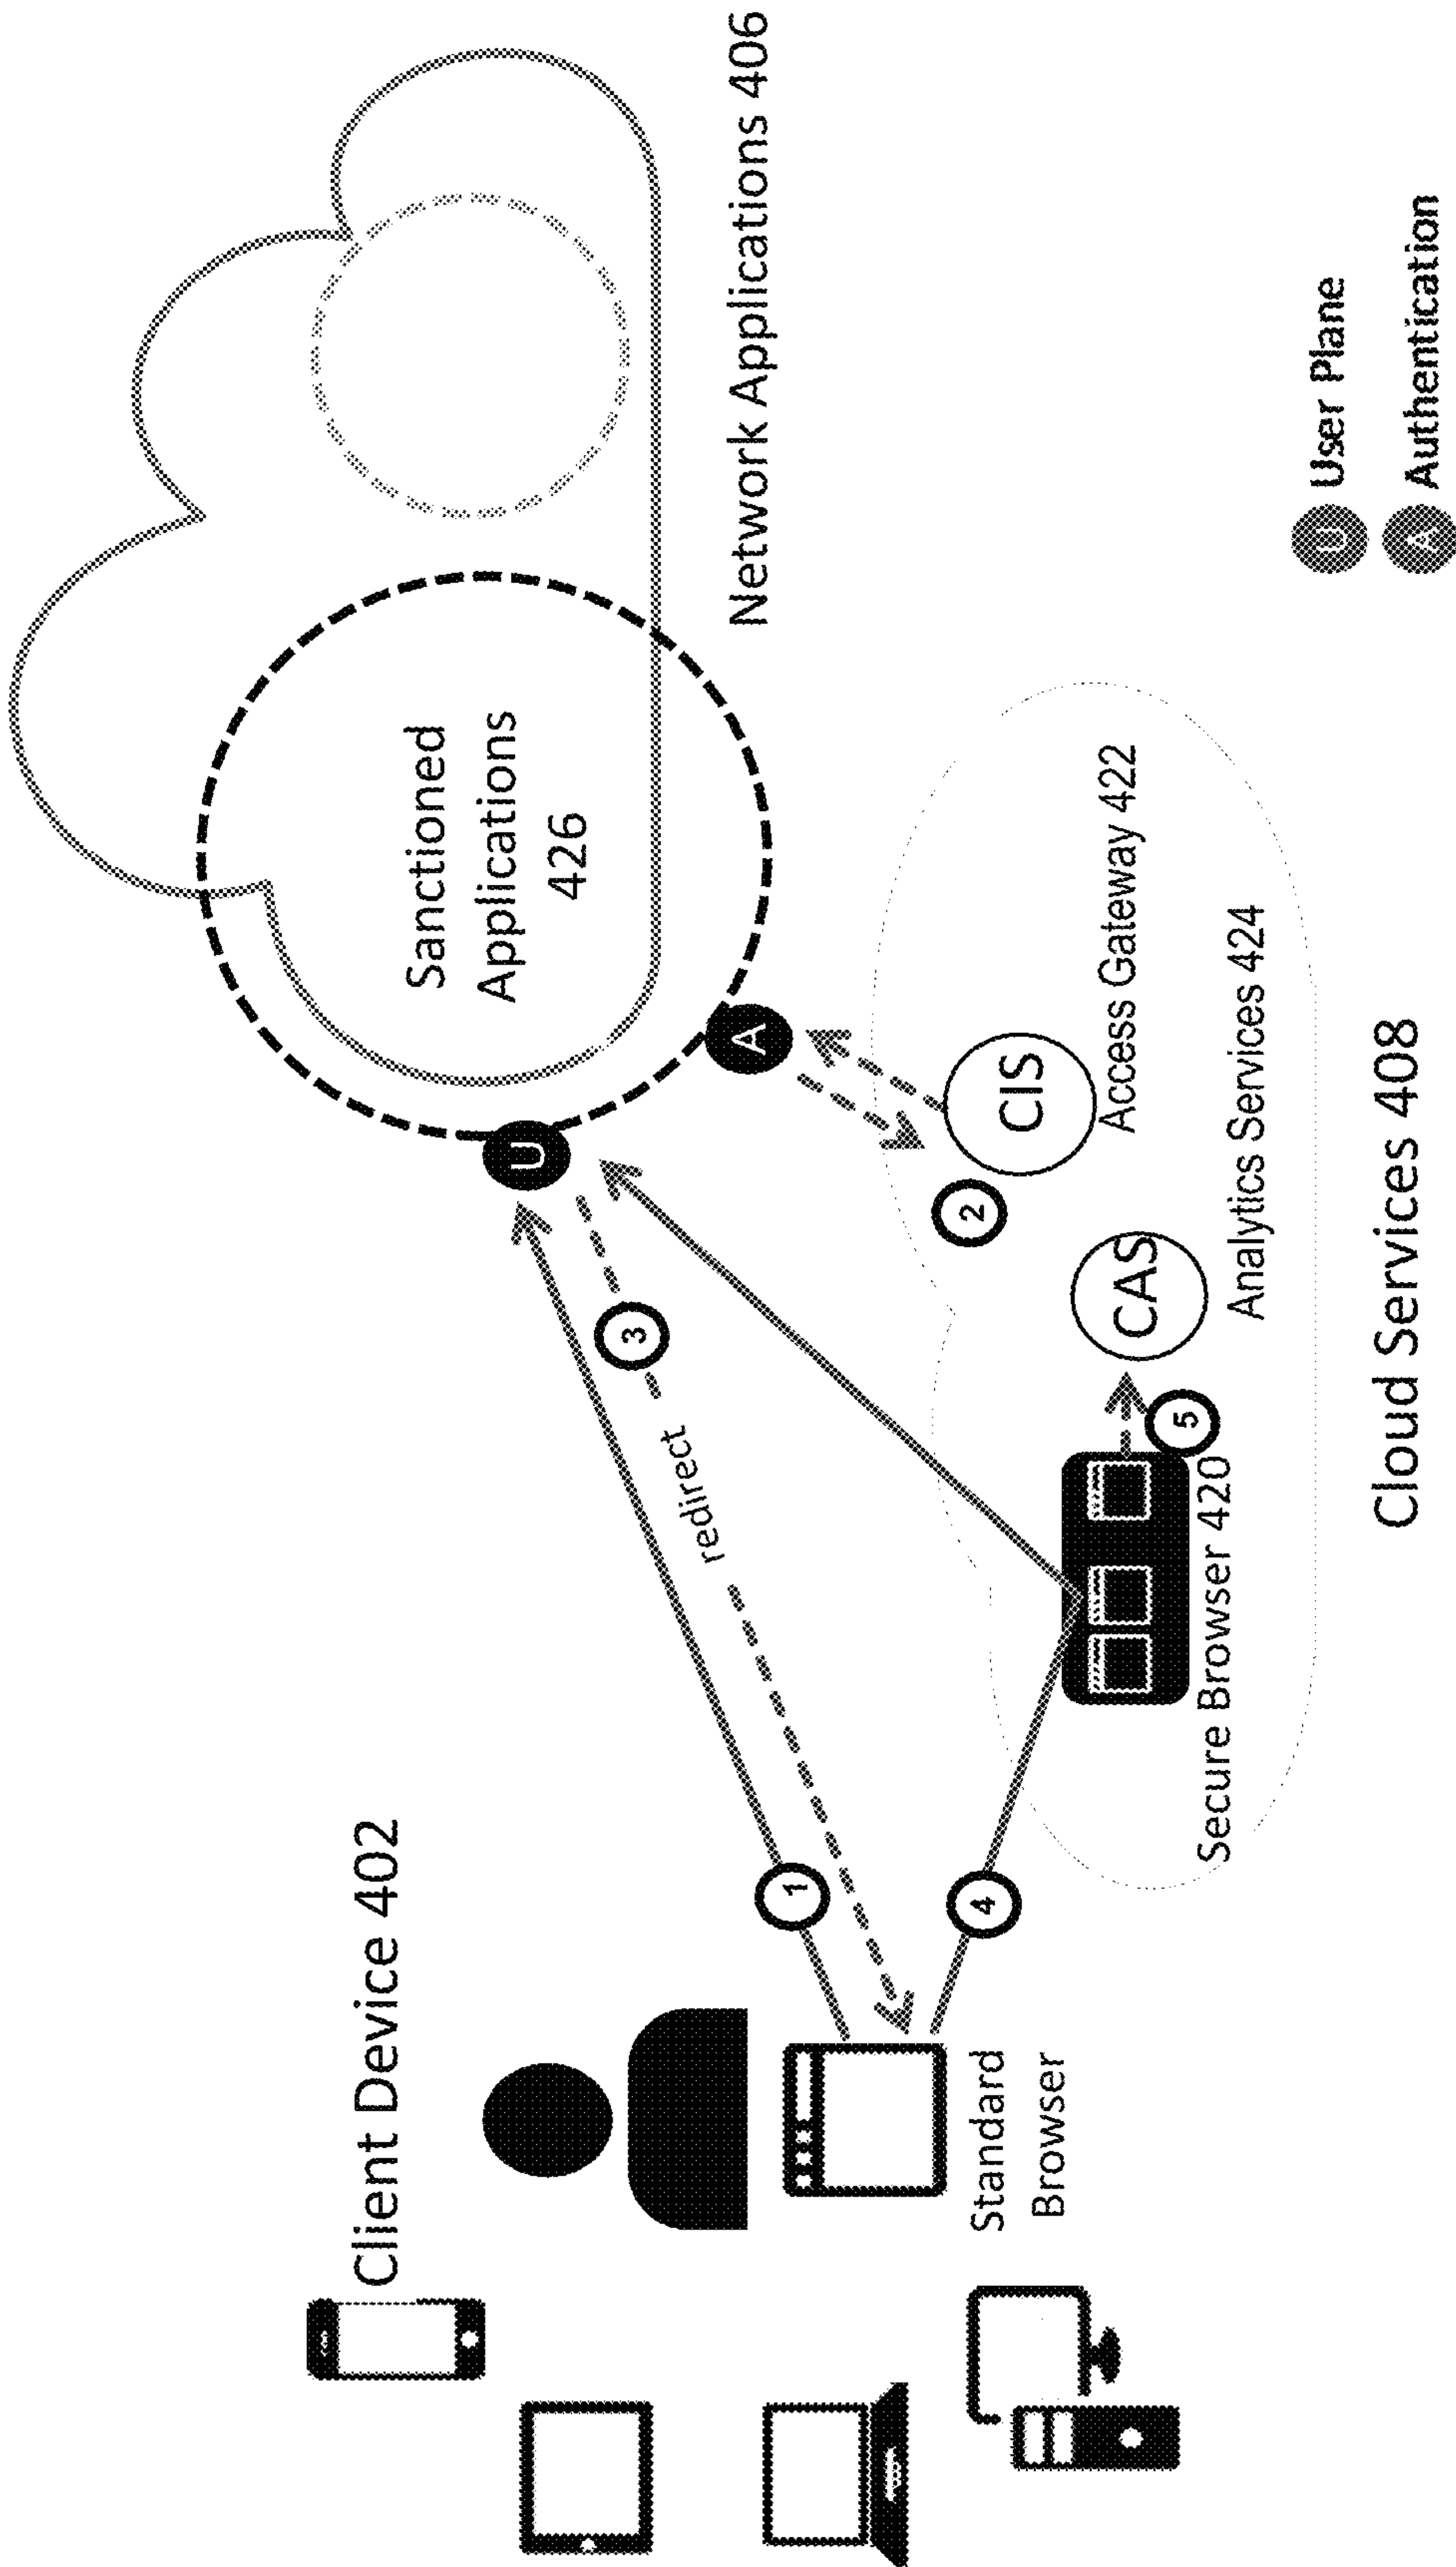 Client Device 402
Standard
Browser
1
redirect
3
4
U
A
Sanctioned
Applications
426
Network Applications 406
2
CIS
Access Gateway 422
CAS
Analytics Services 424
5
Secure Browser 420
Cloud Services 408
U User Plane
A Authentication